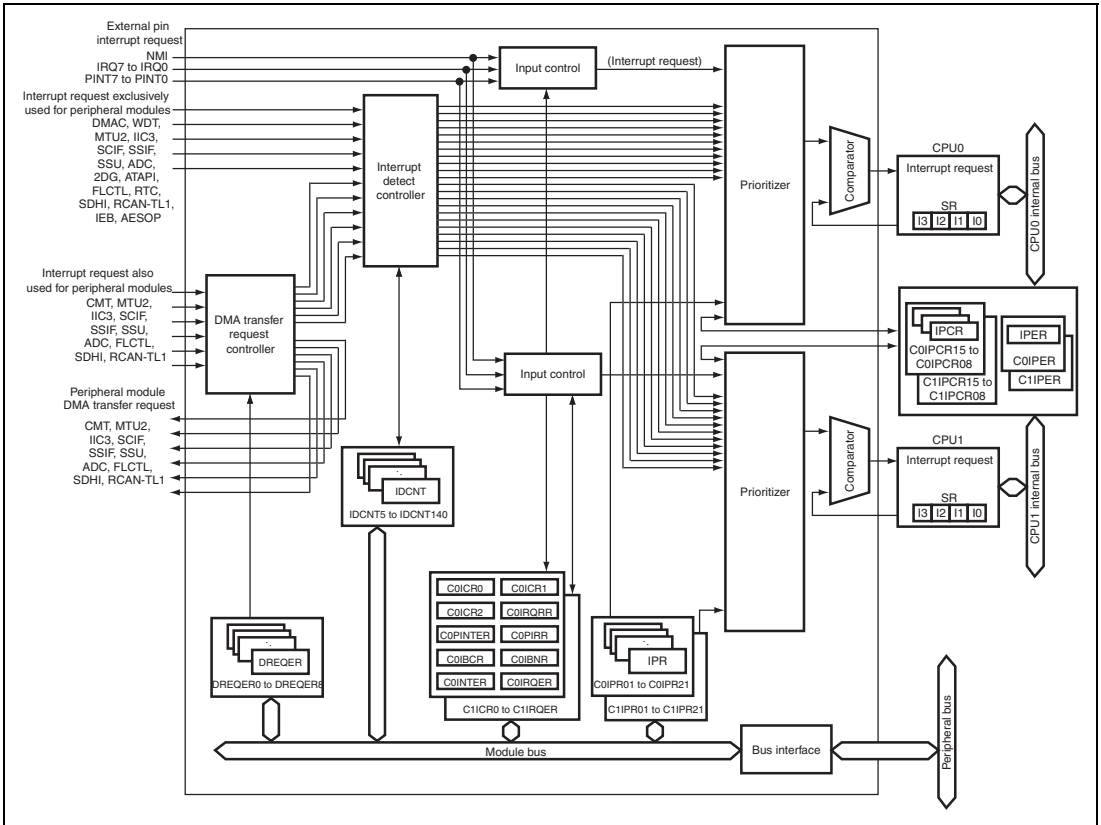 External pin
interrupt request
NMI
IRQ7 to IRQ0
PINT7 to PINT0
Interrupt request exclusively
used for peripheral modules
DMAC, WDT,
MTU2, IIC3,
SCIF, SSIF,
SSU, ADC,
2DG, ATAPI,
FLCTL, RTC,
SDHI, RCAN-TL1,
IEB, AESOP
Interrupt request also
used for peripheral modules
CMT, MTU2,
IIC3, SCIF,
SSIF, SSU,
ADC, FLCTL,
SDHI, RCAN-TL1
Peripheral module
DMA transfer request
CMT, MTU2,
IIC3, SCIF,
SSIF, SSU,
ADC, FLCTL,
SDHI, RCAN-TL1
DMA transfer
request
controller
Interrupt
detect
controller
Input control
(Interrupt request)
Input control
Prioritizer
Prioritizer
Comparator
Comparator
CPU0
Interrupt request
SR
I3 I2 I1 I0
CPU0 internal bus
IPCR
C0IPCR15 to
C0IPCR08
C1IPCR15 to
C1IPCR08
IPER
C0IPER
C1IPER
CPU1
Interrupt request
SR
I3 I2 I1 I0
CPU1 internal bus
IDCNT
IDCNT5 to IDCNT140
DREQER
DREQER0 to DREQER8
C0ICR0 C0ICR1
C0ICR2 C0IRQRR
C0PINTER C0PIRR
C0IBCR C0IBNR
C0INTER C0IRQER
C1ICR0 to C1IRQER
IPR
C0IPR01 to C0IPR21
C1IPR01 to C1IPR21
Module bus
Bus interface
Peripheral bus